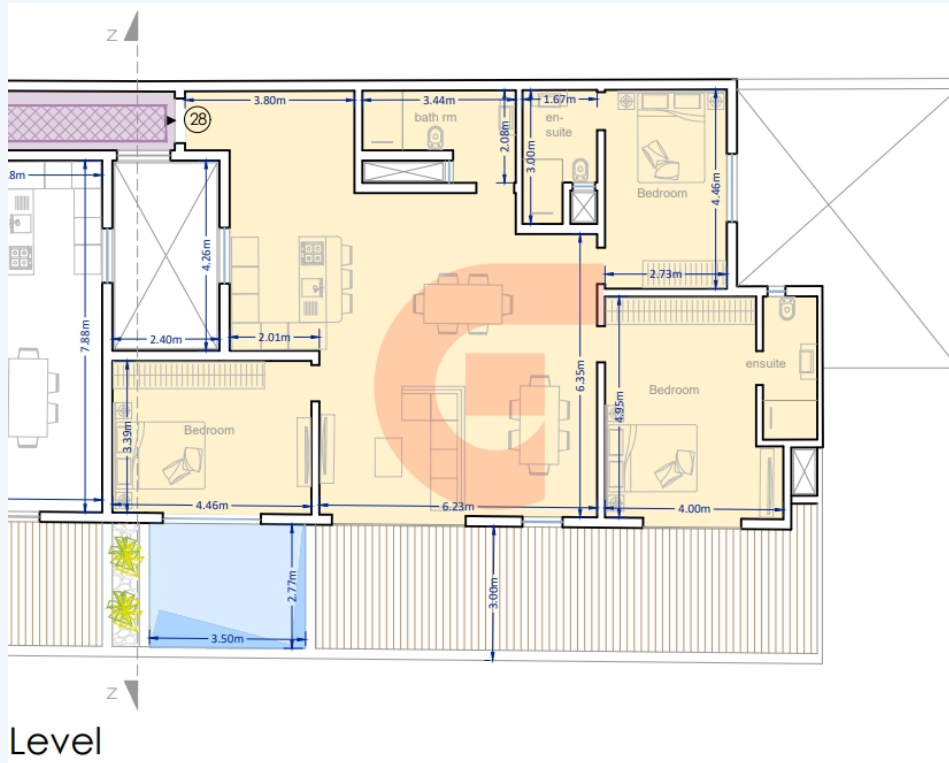 Z
28
3.80m
3.44m
1.67m
bath rm
en-
suite
2.08m
3.00m
.8m
Bedroom
4.46m
4.26m
2.73m
7.88m
2.40m
2.01m
6.35m
ensuite
Bedroom
4.95m
Bedroom
3.39m
4.46m
6.23m
4.00m
2.77m
3.00m
3.50m
Z
Level